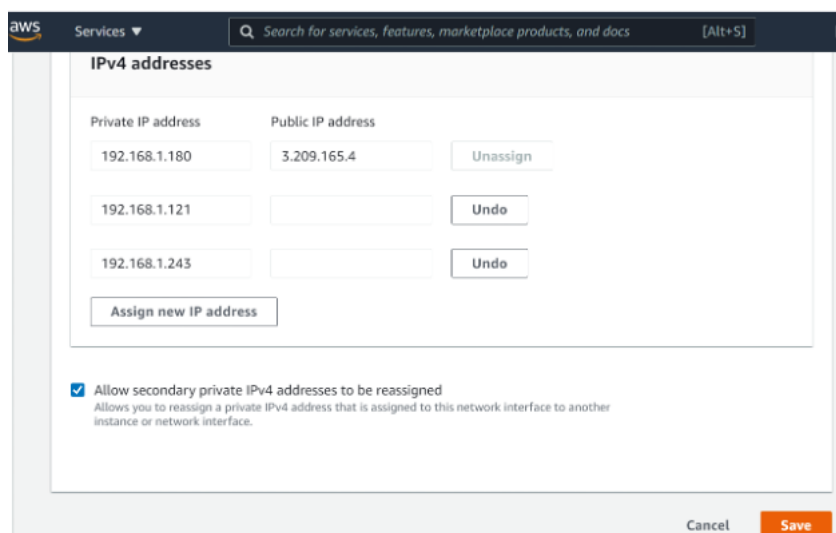 aws Services ▼ Search for services, features, marketplace products, and docs [Alt+S]
IPv4 addresses
Private IP address Public IP address
192.168.1.180 3.209.165.4 Unassign
192.168.1.121 Undo
192.168.1.243 Undo
Assign new IP address
Allow secondary private IPv4 addresses to be reassigned
Allows you to reassign a private IPv4 address that is assigned to this network interface to another
instance or network interface.
Cancel Save